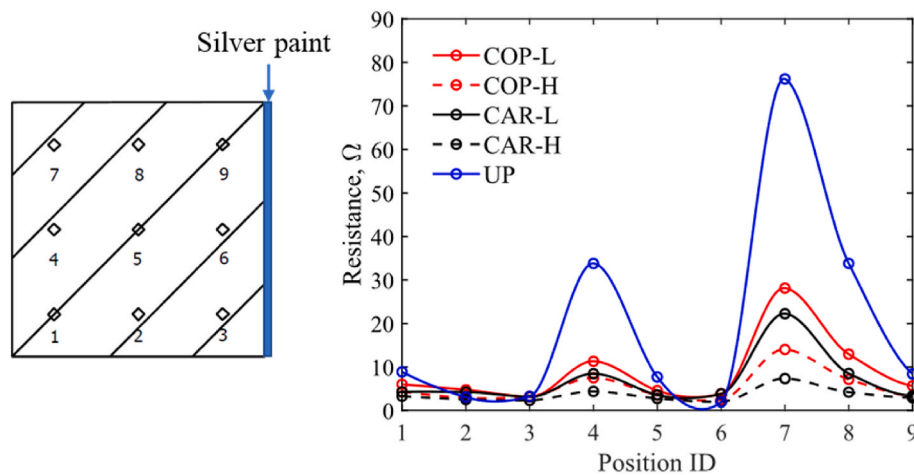 Silver paint
7 8 9
4 5 6
1 2 3
90
80
70
60
50
40
30
20
10
0
Resistance, Ω
COP-L
COP-H
CAR-L
CAR-H
UP
1 2 3 4 5 6 7 8 9
Position ID